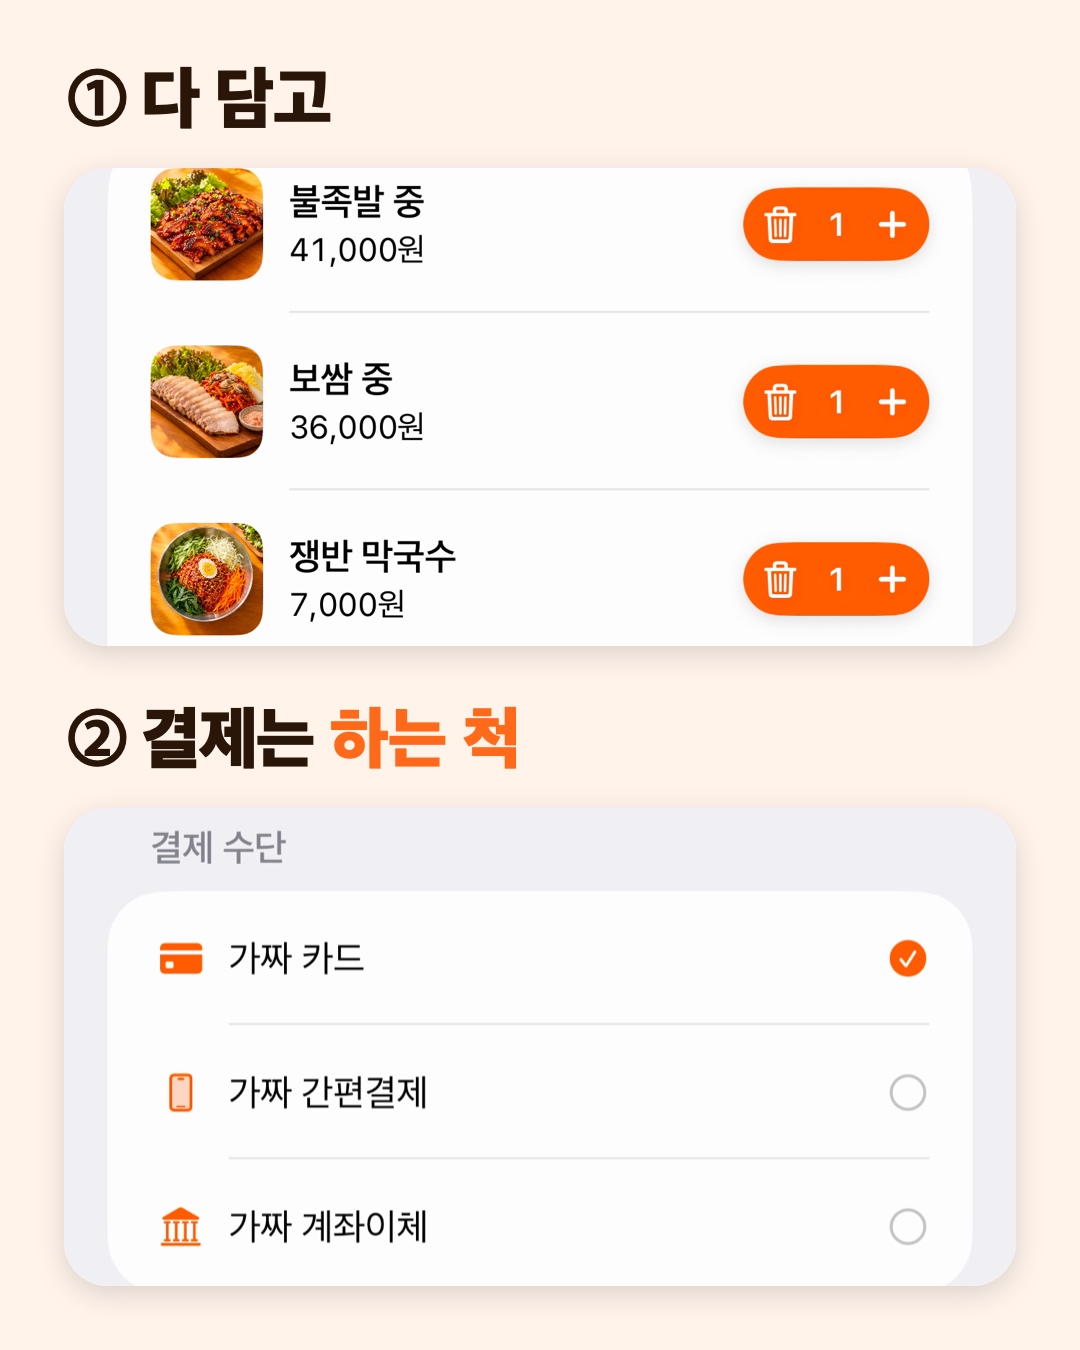 ① 다 담고
불족발 중
41,000원
1
보쌈 중
36,000원
1
쟁반 막국수
7,000원
1
② 결제는 하는 척
결제 수단
가짜 카드
가짜 간편결제
가짜 계좌이체